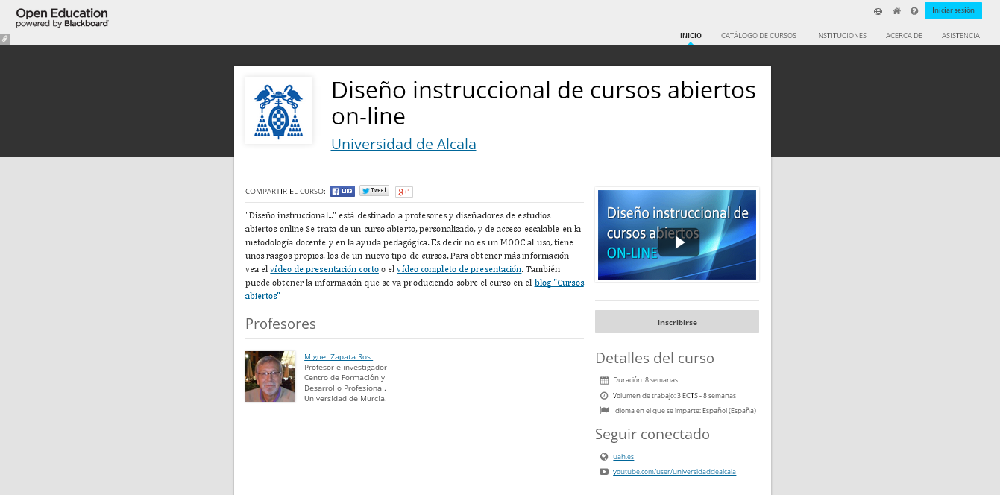 Open Education
powered by Blackboard
Iniciar sesión
INICIO
CATÁLOGO DE CURSOS
INSTITUCIONES
ACERCA DE
ASISTENCIA
Diseño instruccional de cursos abiertos
on-line
Universidad de Alcala
COMPARTIR EL CURSO:
Like
Tweet
g+1
"Diseño instruccional..." está destinado a profesores y diseñadores de estudios
abiertos online Se trata de un curso abierto, personalizado, y de acceso escalable en la
metodología docente y en la ayuda pedagógica. Es decir no es un MOOC al uso, tiene
unos rasgos propios, los de un nuevo tipo de cursos. Para obtener más información
vea el vídeo de presentación corto o el vídeo completo de presentación. También
puede obtener la información que se va produciendo sobre el curso en el blog "Cursos
abiertos"
Profesores
Miguel Zapata Ros
Profesor e investigador
Centro de Formación y
Desarrollo Profesional.
Universidad de Murcia.
Diseño instruccional de
cursos abiertos
ON-LINE
Inscribirse
Detalles del curso
Duración: 8 semanas
Volumen de trabajo: 3 ECTS - 8 semanas
Idioma en el que se imparte: Español (España)
Seguir conectado
uah.es
youtube.com/user/universidaddealcala